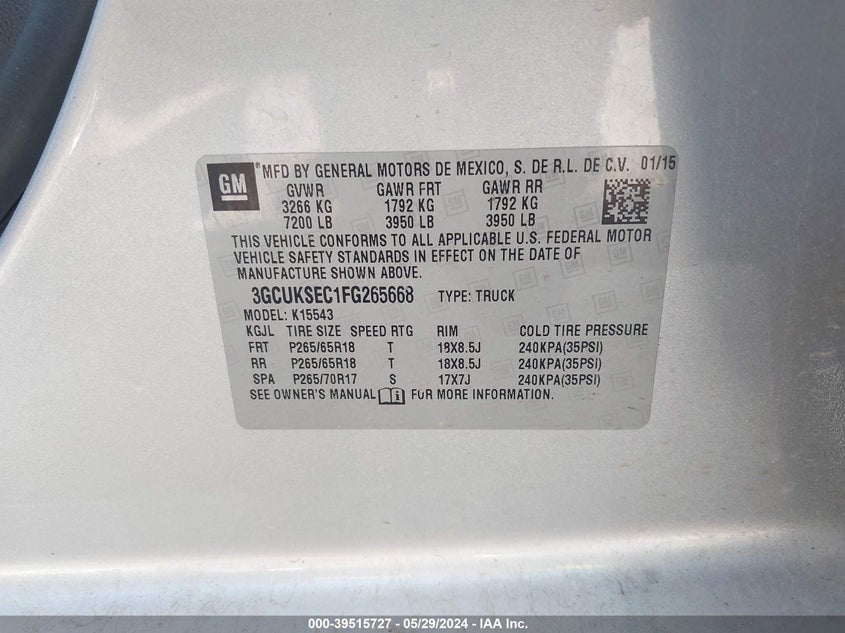 GM ® MFD BY GENERAL MOTORS DE MEXICO, S. DE R.L. DE C.V. 01/15
GVWR GAWR FRT GAWR RR
3266 KG 1792 KG 1792 KG
7200 LB 3950 LB 3950 LB
THIS VEHICLE CONFORMS TO ALL APPLICABLE U.S. FEDERAL MOTOR
VEHICLE SAFETY STANDARDS IN EFFECT ON THE DATE OF
MANUFACTURE SHOWN ABOVE.
3GCUKSEC1FG265668 TYPE: TRUCK
MODEL: K15543
KGJL TIRE SIZE SPEED RTG RIM COLD TIRE PRESSURE
FRT P265/65R18 T 18X8.5J 240KPA(35PSI)
RR P265/65R18 T 18X8.5J 240KPA(35PSI)
SPA P265/70R17 S 17X7J 240KPA(35PSI)
SEE OWNER'S MANUAL i FOR MORE INFORMATION.
000-39515727 - 05/29/2024 - IAA Inc.